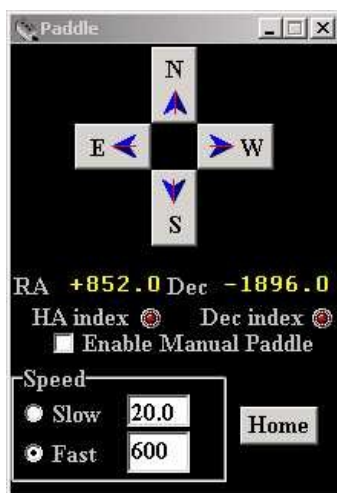 Paddle
N
E W
S
RA +852.0 Dec -1896.0
HA index Dec index
Enable Manual Paddle
Speed
Slow 20.0
Fast 600
Home